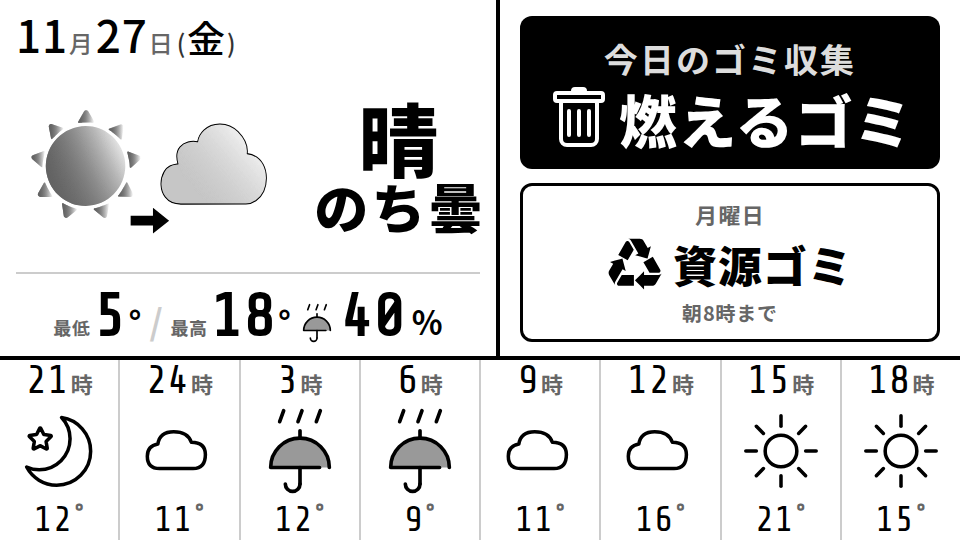 11月27日(金)
晴
のち曇
最低 5° / 最高 18° 40%
今日のゴミ収集
燃えるゴミ
月曜日
資源ゴミ
朝8時まで
21時 24時 3時 6時 9時 12時 15時 18時
12° 11° 12° 9° 11° 16° 21° 15°